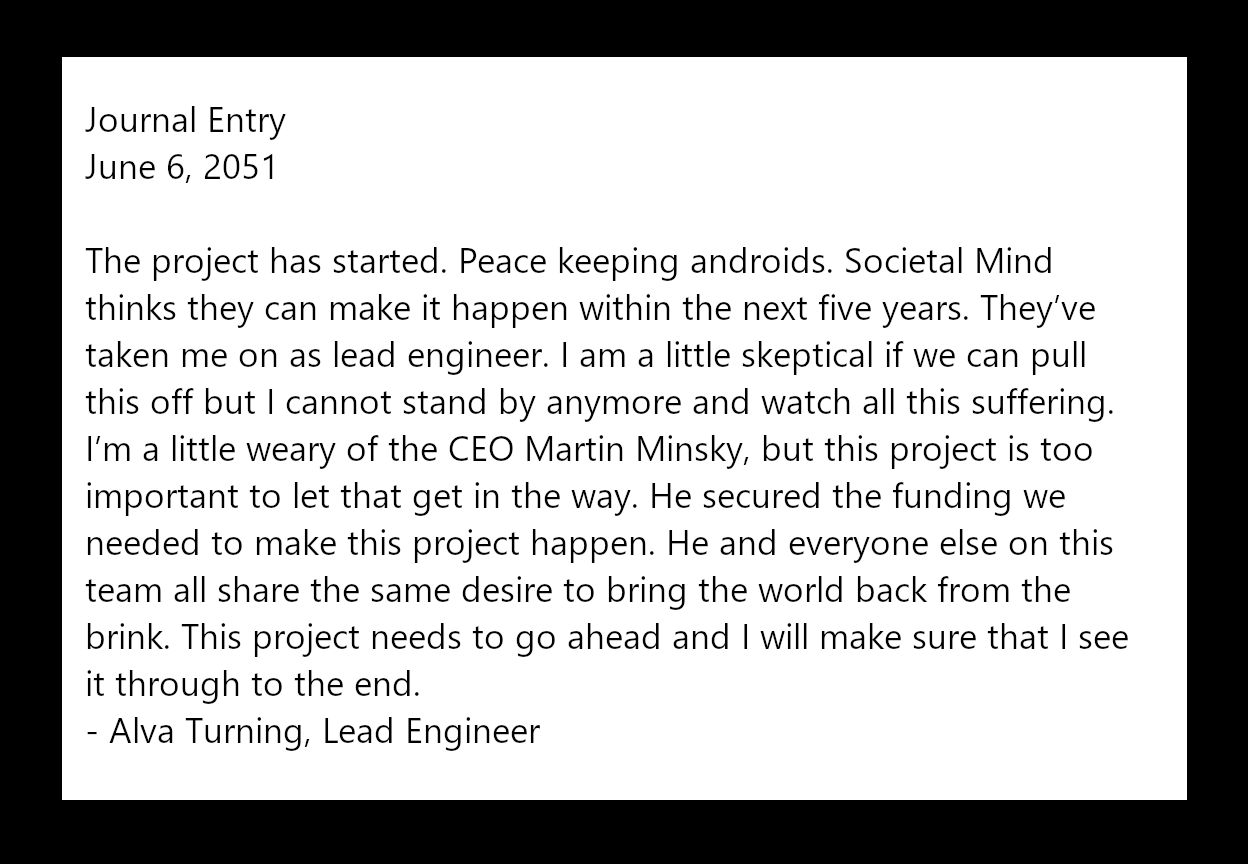 Journal Entry
June 6, 2051
The project has started. Peace keeping androids. Societal Mind
thinks they can make it happen within the next five years. They’ve
taken me on as lead engineer. I am a little skeptical if we can pull
this off but I cannot stand by anymore and watch all this suffering.
I’m a little weary of the CEO Martin Minsky, but this project is too
important to let that get in the way. He secured the funding we
needed to make this project happen. He and everyone else on this
team all share the same desire to bring the world back from the
brink. This project needs to go ahead and I will make sure that I see
it through to the end.
- Alva Turning, Lead Engineer